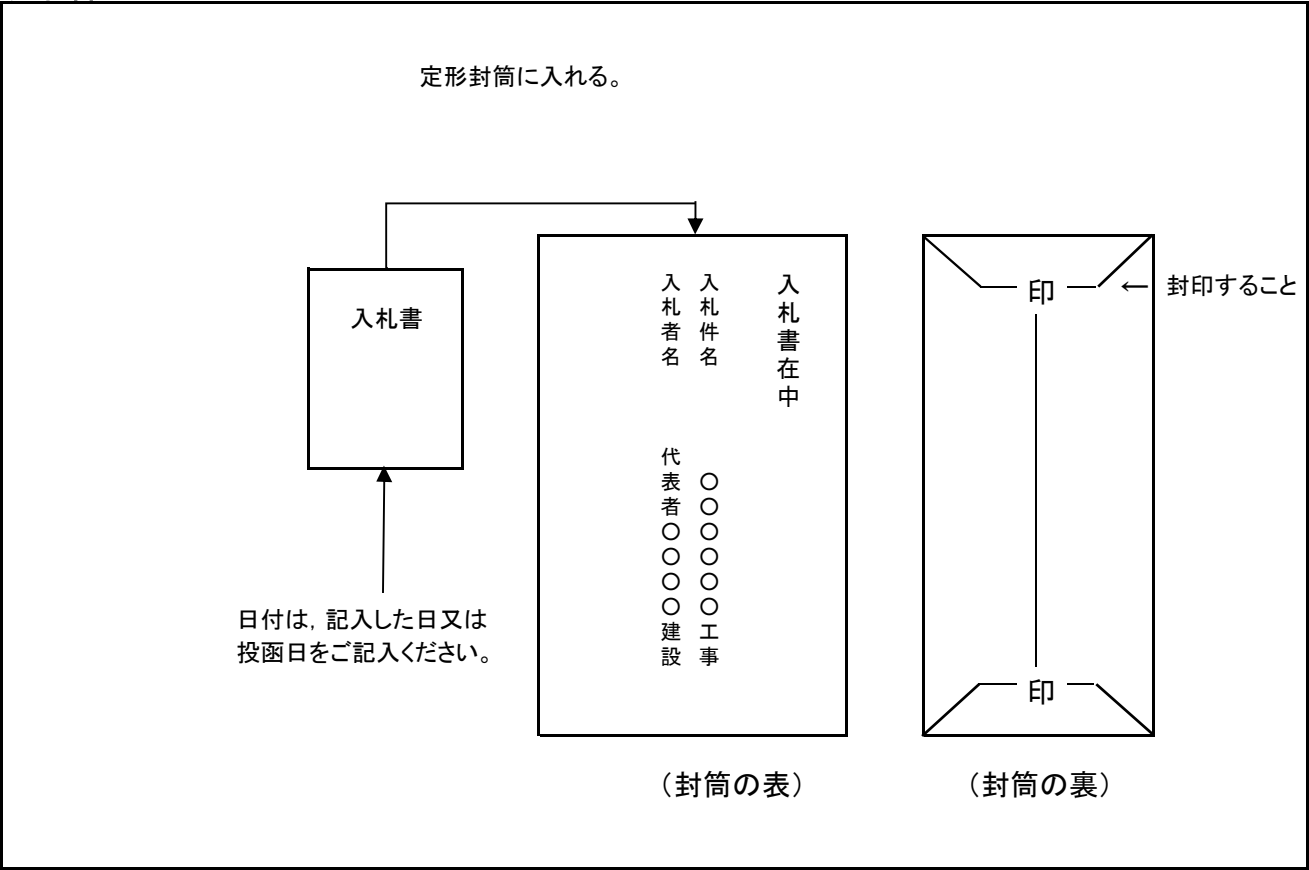 定形封筒に入れる。
入札書
日付は，記入した日又は
投函日をご記入ください。
入札書在中
入札件名　〇〇〇〇〇〇工事
入札者名　代表者〇〇〇〇建設
（封筒の表）
印
← 封印すること
印
（封筒の裏）